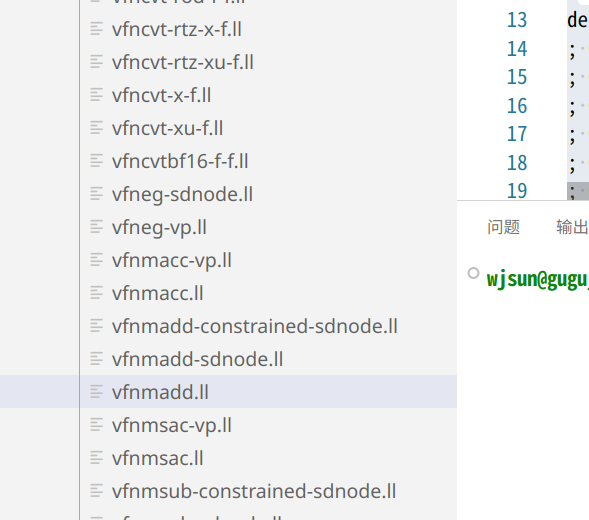 vfncvt-rtz-x-f.ll
vfncvt-rtz-xu-f.ll
vfncvt-x-f.ll
vfncvt-xu-f.ll
vfncvtbf16-f-f.ll
vfneg-sdnode.ll
vfneg-vp.ll
vfnmacc-vp.ll
vfnmacc.ll
vfnmadd-constrained-sdnode.ll
vfnmadd-sdnode.ll
vfnmadd.ll
vfnmsac-vp.ll
vfnmsac.ll
vfnmsub-constrained-sdnode.ll
13 de
14 ;
15 ;
16 ;
17 ;
18 ;
19 ;
问题 输出
wjsun@gugu